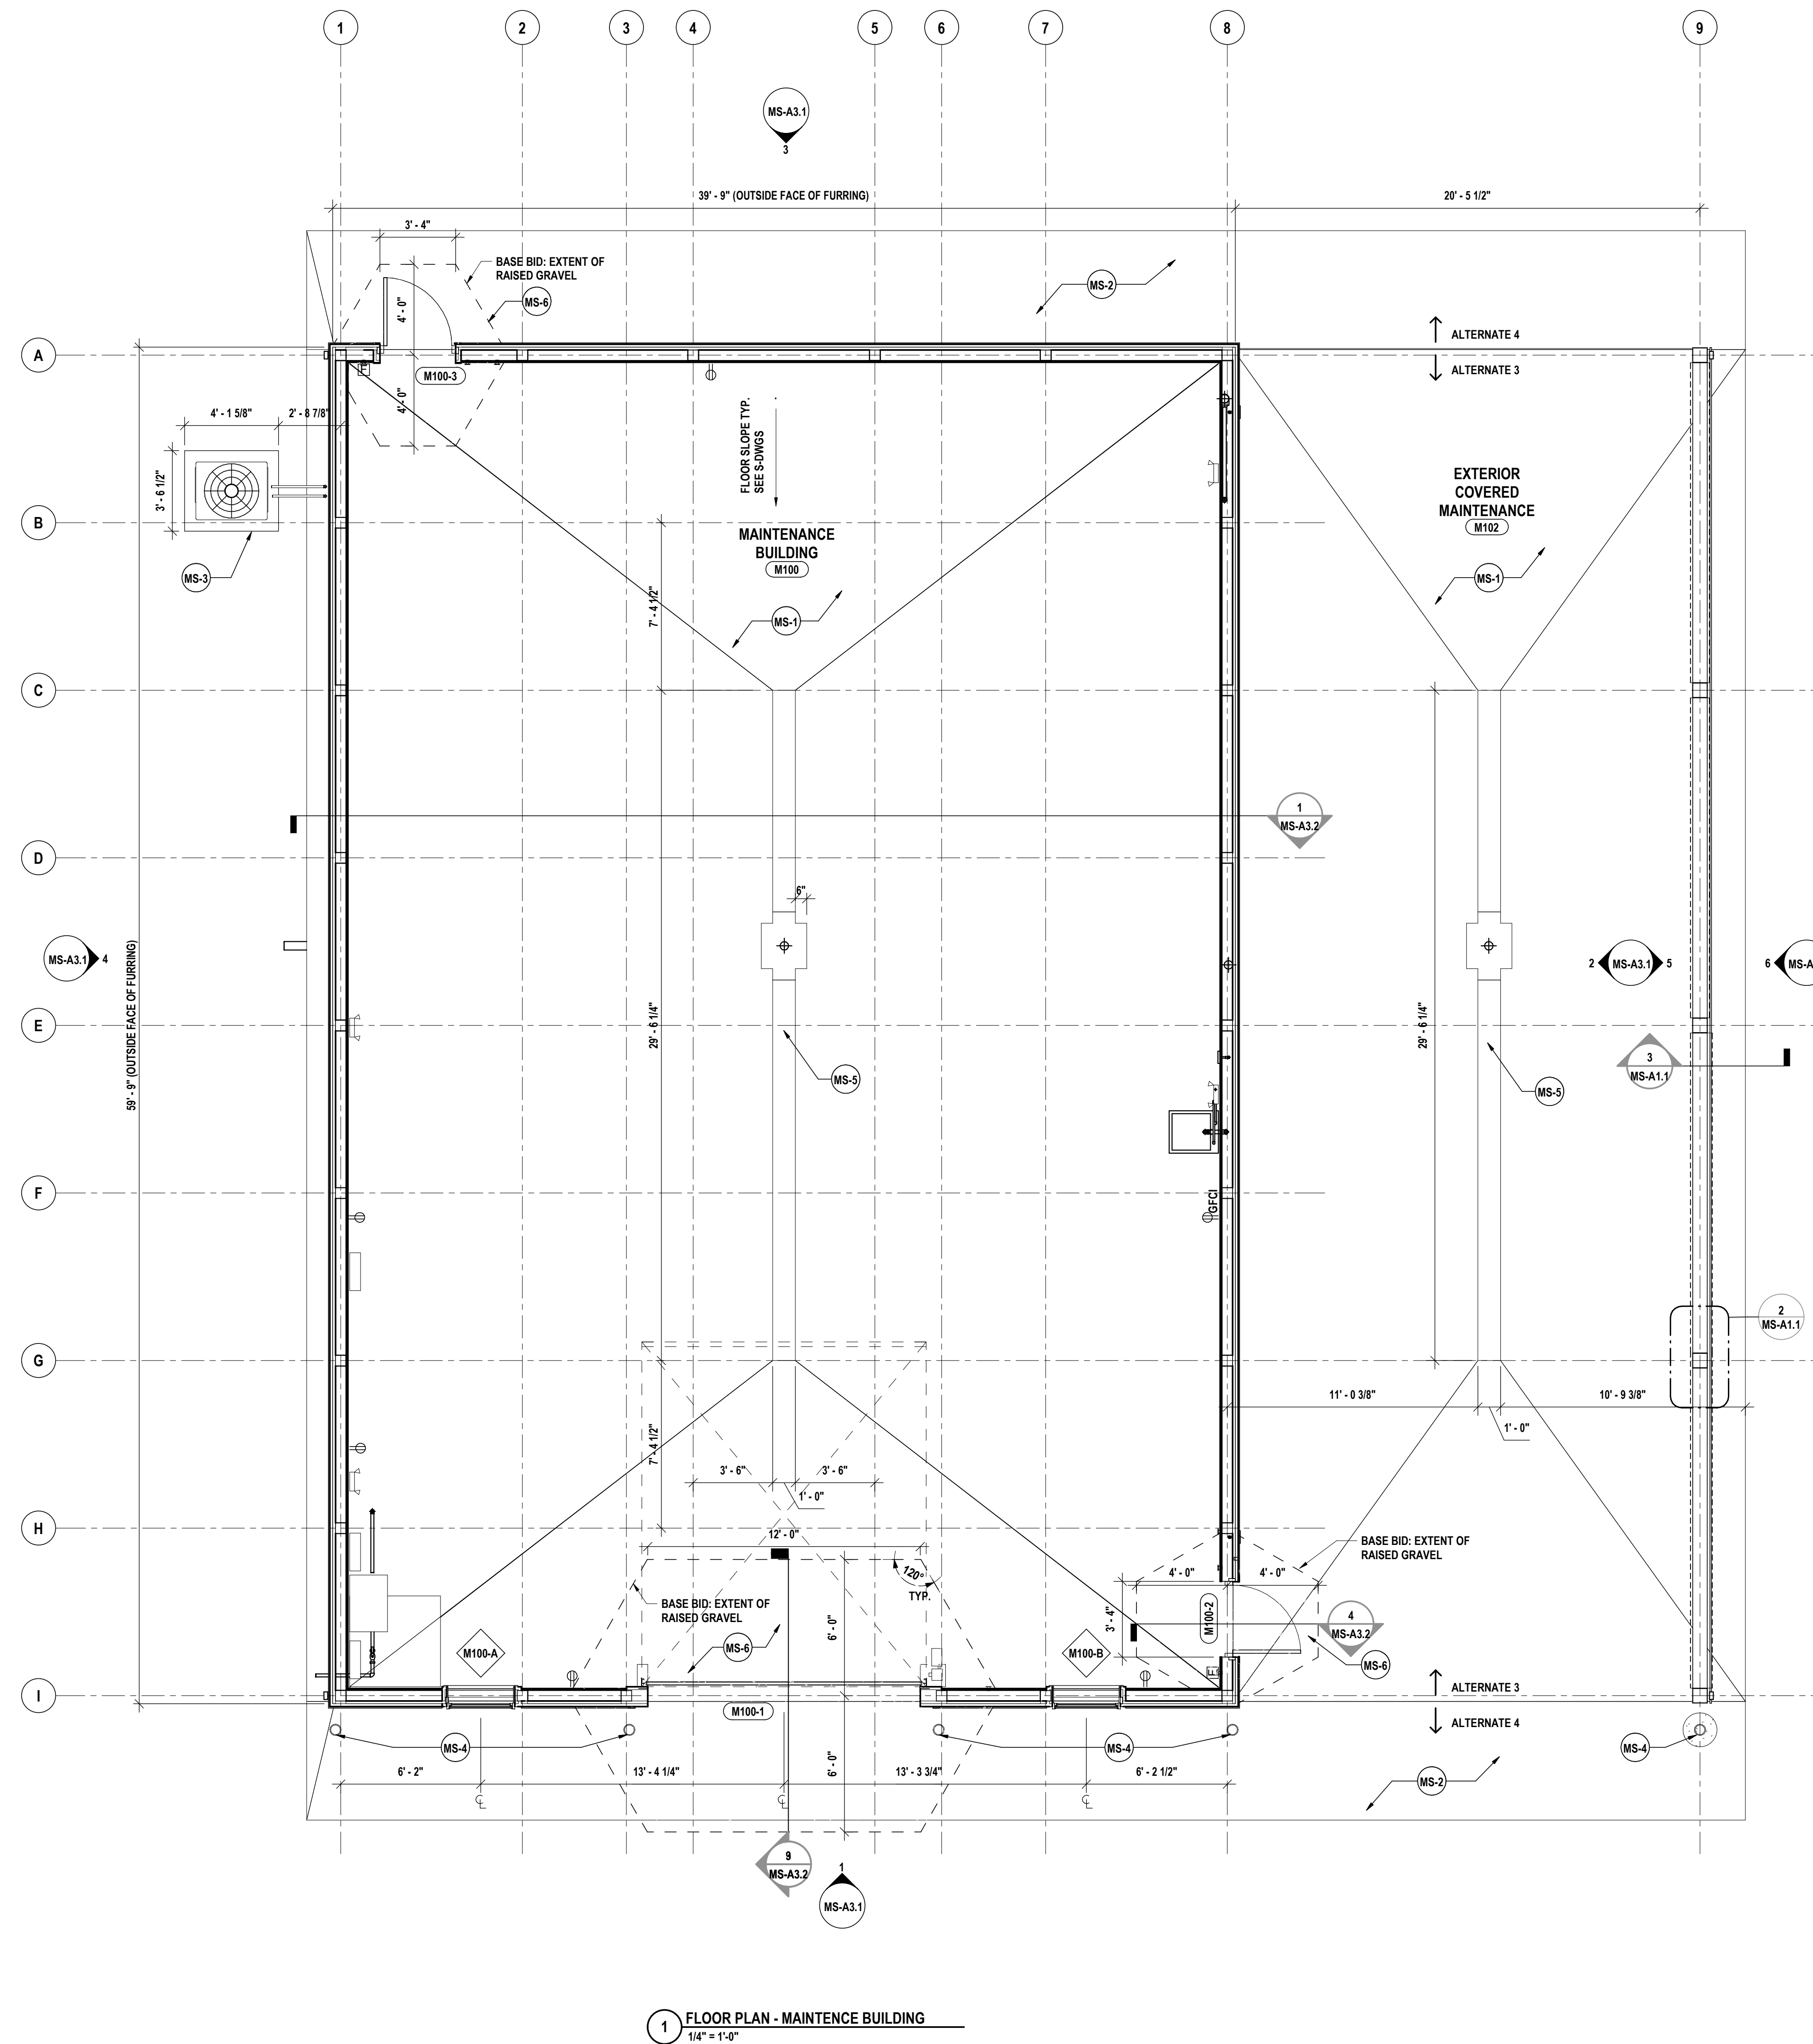 1
2
3
4
5
6
7
8
9
MS-A3.1
3
39' - 9" (OUTSIDE FACE OF FURRING)
20' - 5 1/2"
3' - 4"
BASE BID: EXTENT OF
RAISED GRAVEL
MS-6
MS-2
4' - 0"
4' - 0"
ALTERNATE 4
ALTERNATE 3
A
M100-3
4' - 1 5/8"
2' - 8 7/8"
3' - 6 1/2"
FLOOR SLOPE TYP.
SEE S-DWGS
EXTERIOR
COVERED
MAINTENANCE
M102
B
MAINTENANCE
BUILDING
M100
MS-3
MS-1
MS-1
7' - 4 1/2"
C
1
MS-A3.2
D
6"
59' - 9" (OUTSIDE FACE OF FURRING)
MS-A3.1
4
2
MS-A3.1
5
6
MS-A
E
29' - 6 1/4"
29' - 6 1/4"
3
MS-A1.1
MS-5
MS-5
F
GFCI
2
MS-A1.1
G
11' - 0 3/8"
10' - 9 3/8"
1' - 0"
7' - 4 1/2"
3' - 6"
3' - 6"
1' - 0"
H
12' - 0"
BASE BID: EXTENT OF
RAISED GRAVEL
120°
TYP.
4' - 0"
4' - 0"
BASE BID: EXTENT OF
RAISED GRAVEL
3' - 4"
M100-2
4
MS-A3.2
6' - 0"
MS-6
M100-A
M100-B
MS-6
E
I
M100-1
ALTERNATE 3
ALTERNATE 4
MS-4
MS-4
MS-4
6' - 2"
13' - 4 1/4"
6' - 0"
13' - 3 3/4"
6' - 2 1/2"
MS-2
9
MS-A3.2
1
MS-A3.1
1
FLOOR PLAN - MAINTENCE BUILDING
1/4" = 1'-0"